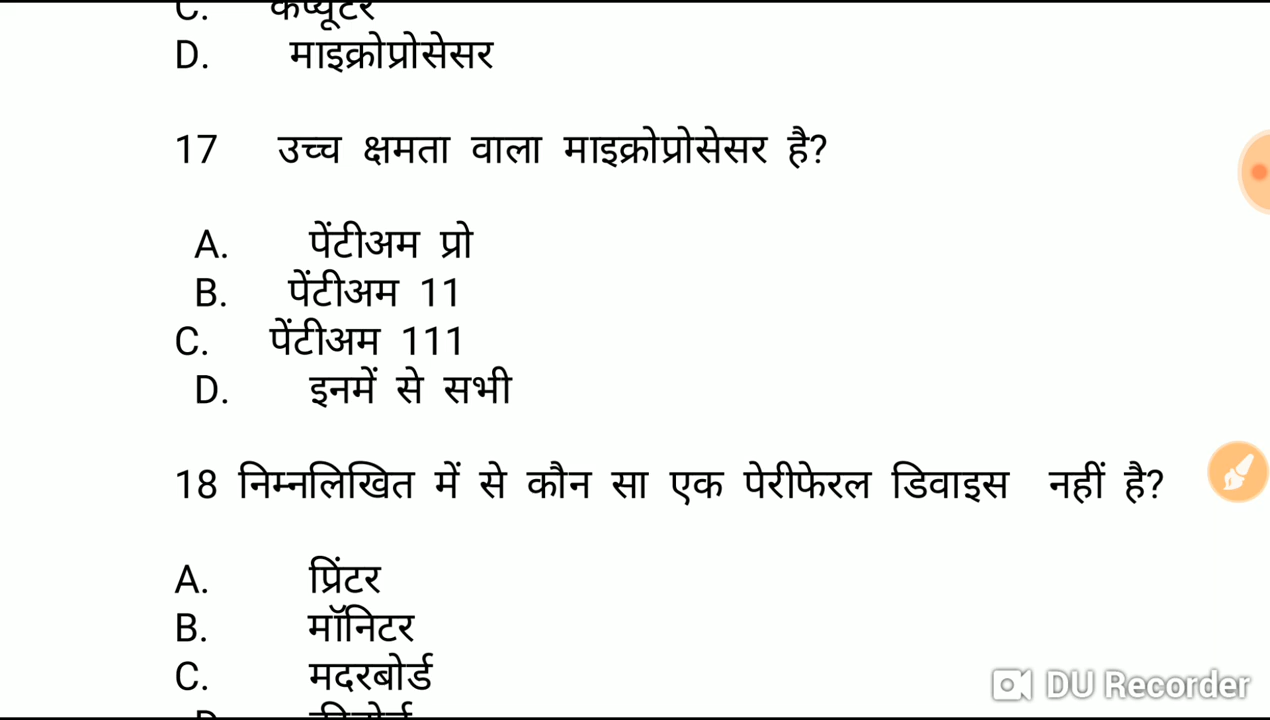 C. कंप्यूटर
D. माइक्रोप्रोसेसर
17 उच्च क्षमता वाला माइक्रोप्रोसेसर है?
A. पेंटीअम प्रो
B. पेंटीअम 11
C. पेंटीअम 111
D. इनमें से सभी
18 निम्नलिखित में से कौन सा एक पेरीफेरल डिवाइस नहीं है?
A. प्रिंटर
B. मॉनिटर
C. मदरबोर्ड
DU Recorder